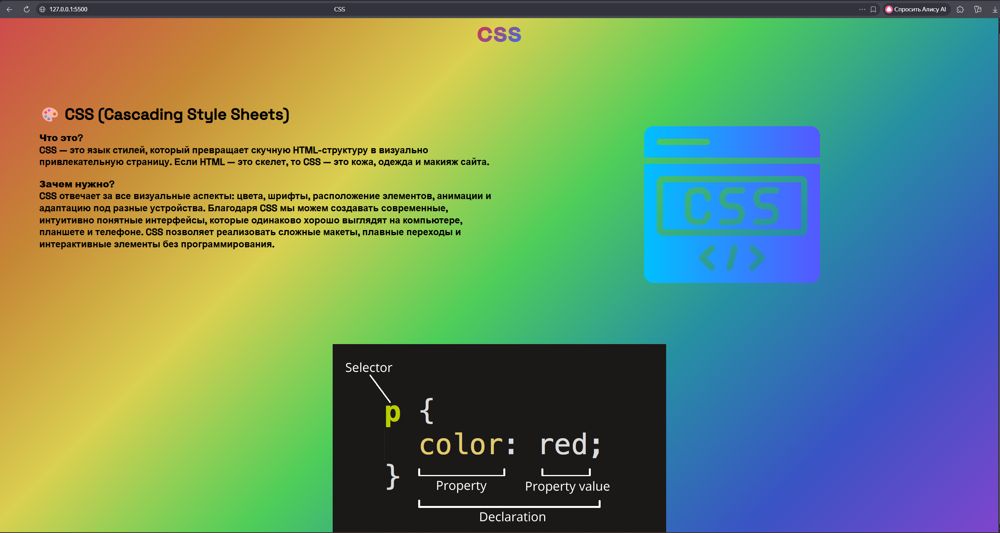 127.0.0.1:5500
CSS
Спросить Алису AI
CSS
🎨 CSS (Cascading Style Sheets)
Что это?
CSS — это язык стилей, который превращает скучную HTML-структуру в визуально
привлекательную страницу. Если HTML — это скелет, то CSS — это кожа, одежда и макияж сайта.
Зачем нужно?
CSS отвечает за все визуальные аспекты: цвета, шрифты, расположение элементов, анимации и
адаптацию под разные устройства. Благодаря CSS мы можем создавать современные,
интуитивно понятные интерфейсы, которые одинаково хорошо выглядят на компьютере,
планшете и телефоне. CSS позволяет реализовать сложные макеты, плавные переходы и
интерактивные элементы без программирования.
CSS
</>
Selector
p {
color: red;
}
Property
Property value
Declaration